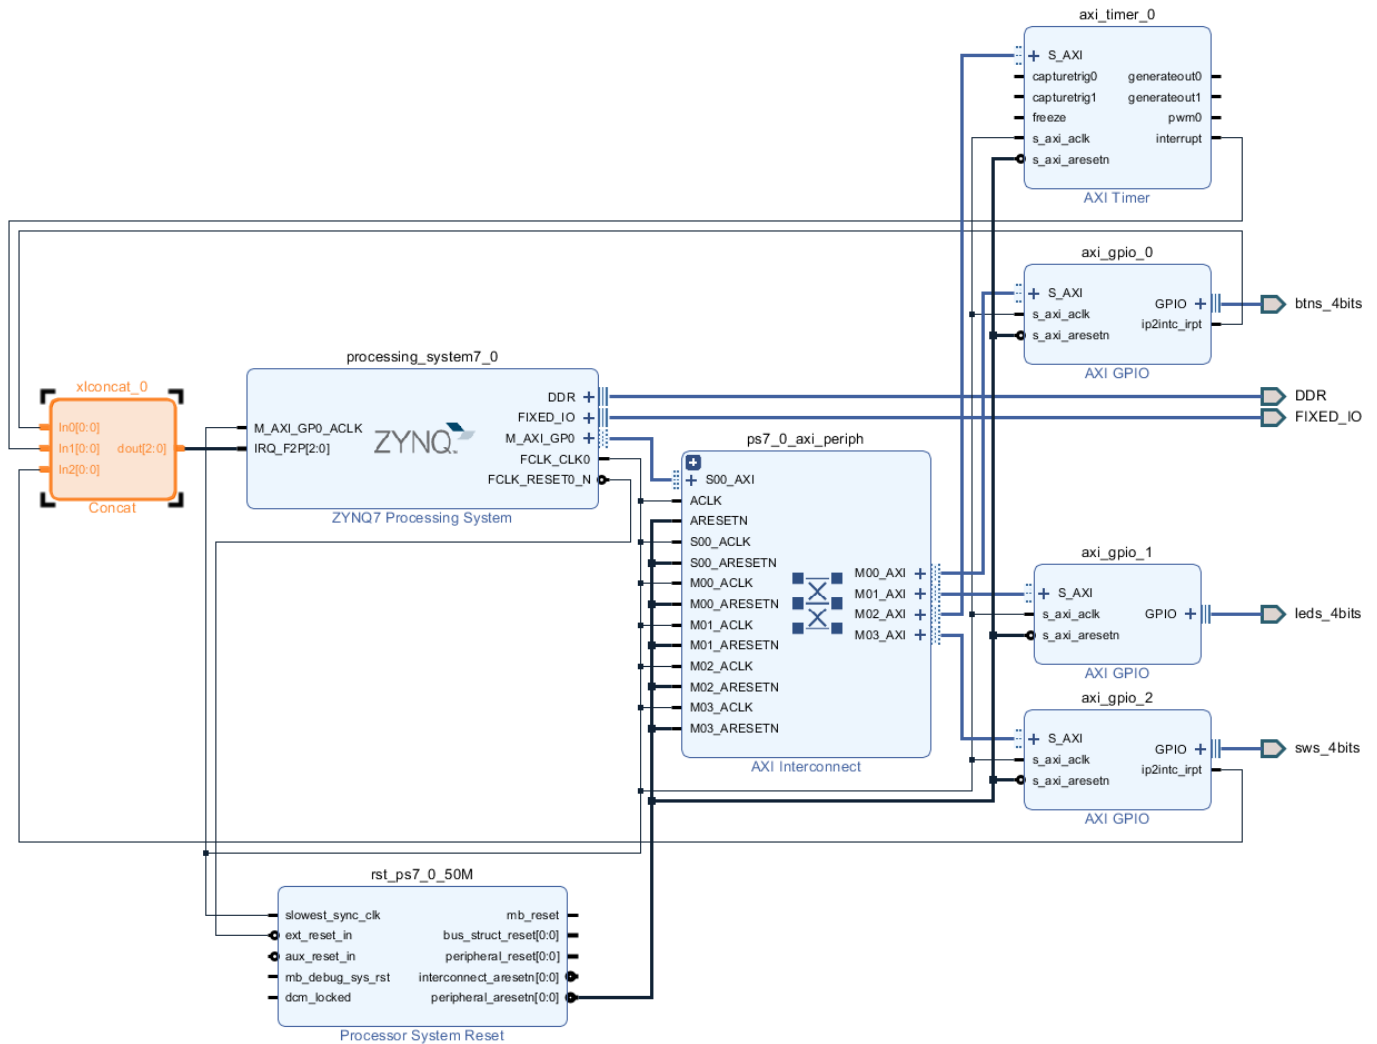 axi_timer_0
S_AXI
capturetrig0 generateout0
capturetrig1 generateout1
freeze pwm0
s_axi_aclk interrupt
s_axi_aresetn
AXI Timer
axi_gpio_0
S_AXI
GPIO
s_axi_aclk
ip2intc_irpt
s_axi_aresetn
AXI GPIO
btns_4bits
DDR
FIXED_IO
xlconcat_0
In0[0:0]
In1[0:0] dout[2:0]
In2[0:0]
Concat
processing_system7_0
DDR
FIXED_IO
M_AXI_GP0_ACLK M_AXI_GP0
IRQ_F2P[2:0]
ZYNQ
FCLK_CLK0
FCLK_RESET0_N
ZYNQ7 Processing System
ps7_0_axi_periph
S00_AXI
ACLK
ARESETN
S00_ACLK
S00_ARESETN
M00_ACLK
M00_ARESETN
M01_ACLK
M01_ARESETN
M02_ACLK
M02_ARESETN
M03_ACLK
M03_ARESETN
M00_AXI
M01_AXI
M02_AXI
M03_AXI
AXI Interconnect
axi_gpio_1
S_AXI
s_axi_aclk GPIO
s_axi_aresetn
AXI GPIO
leds_4bits
axi_gpio_2
S_AXI
GPIO
s_axi_aclk
ip2intc_irpt
s_axi_aresetn
AXI GPIO
sws_4bits
rst_ps7_0_50M
slowest_sync_clk mb_reset
ext_reset_in bus_struct_reset[0:0]
aux_reset_in peripheral_reset[0:0]
mb_debug_sys_rst interconnect_aresetn[0:0]
dcm_locked peripheral_aresetn[0:0]
Processor System Reset